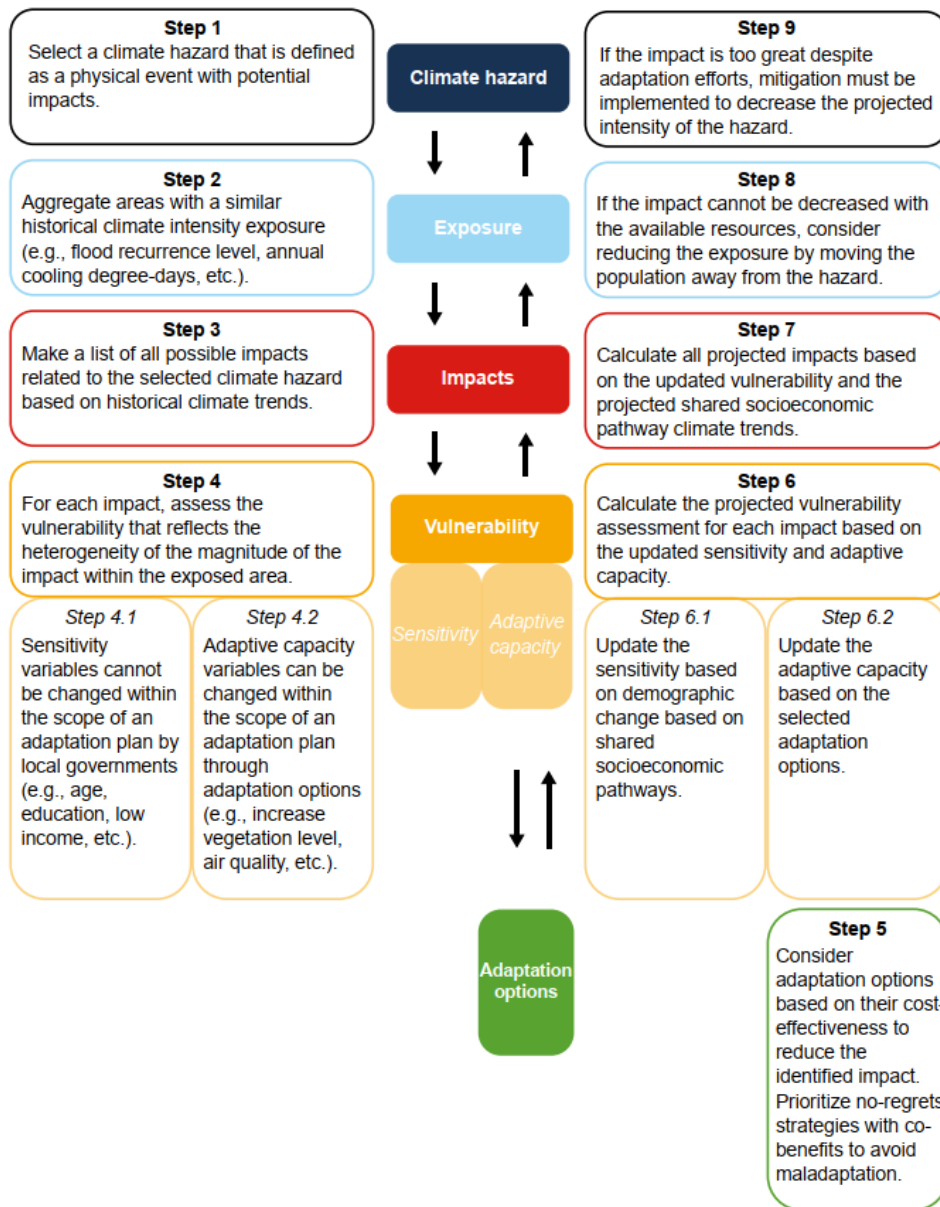 Step 1
Select a climate hazard that is defined
as a physical event with potential
impacts.
Climate hazard
Step 9
If the impact is too great despite
adaptation efforts, mitigation must be
implemented to decrease the projected
intensity of the hazard.
Step 2
Aggregate areas with a similar
historical climate intensity exposure
(e.g., flood recurrence level, annual
cooling degree-days, etc.).
Exposure
Step 8
If the impact cannot be decreased with
the available resources, consider
reducing the exposure by moving the
population away from the hazard.
Step 3
Make a list of all possible impacts
related to the selected climate hazard
based on historical climate trends.
Impacts
Step 7
Calculate all projected impacts based
on the updated vulnerability and the
projected shared socioeconomic
pathway climate trends.
Step 4
For each impact, assess the
vulnerability that reflects the
heterogeneity of the magnitude of the
impact within the exposed area.
Vulnerability
Step 6
Calculate the projected vulnerability
assessment for each impact based on
the updated sensitivity and adaptive
capacity.
Step 4.1
Sensitivity
variables cannot
be changed within
the scope of an
adaptation plan by
local governments
(e.g., age,
education, low
income, etc.).
Step 4.2
Adaptive capacity
variables can be
changed within
the scope of an
adaptation plan
through
adaptation options
(e.g., increase
vegetation level,
air quality, etc.).
Sensitivity
Adaptive
capacity
Step 6.1
Update the
sensitivity based
on demographic
change based on
shared
socioeconomic
pathways.
Step 6.2
Update the
adaptive capacity
based on the
selected
adaptation
options.
Adaptation
options
Step 5
Consider
adaptation options
based on their cost-
effectiveness to
reduce the
identified impact.
Prioritize no-regrets
strategies with co-
benefits to avoid
maladaptation.